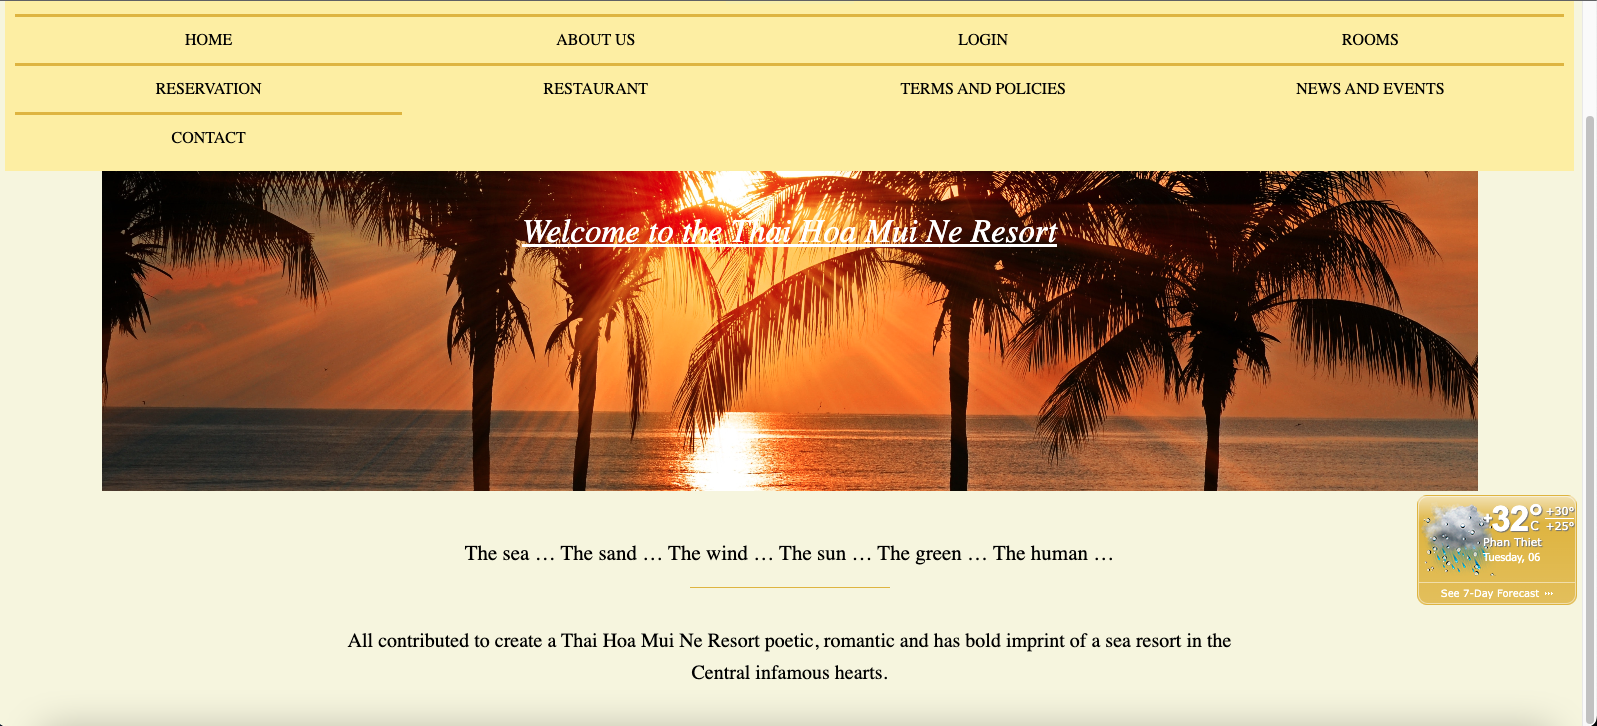 HOME ABOUT US LOGIN ROOMS
RESERVATION RESTAURANT TERMS AND POLICIES NEWS AND EVENTS
CONTACT
Welcome to the Thai Hoa Mui Ne Resort
The sea … The sand … The wind … The sun … The green … The human …
+32° C +30° +25°
Phan Thiet
Tuesday, 06
See 7-Day Forecast ···
All contributed to create a Thai Hoa Mui Ne Resort poetic, romantic and has bold imprint of a sea resort in the
Central infamous hearts.